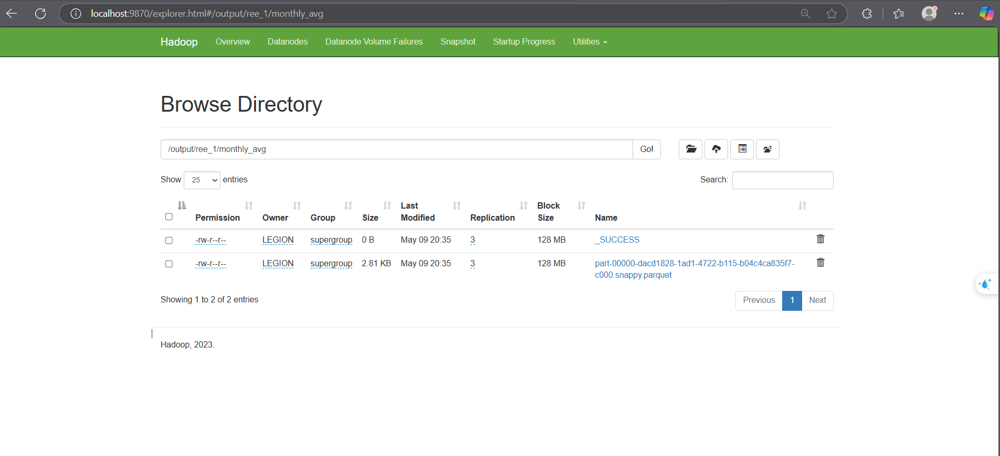 localhost:9870/explorer.html#/output/ree_1/monthly_avg
Hadoop Overview Datanodes Datanode Volume Failures Snapshot Startup Progress Utilities
Browse Directory
/output/ree_1/monthly_avg Go!
Show 25 entries Search:
Permission Owner Group Size Last Modified Replication Block Size Name
-rw-r--r-- LEGION supergroup 0 B May 09 20:35 3 128 MB _SUCCESS
-rw-r--r-- LEGION supergroup 2.81 KB May 09 20:35 3 128 MB part-00000-dacd1828-1ad1-4722-b115-b04c4ca835f7-
c000.snappy.parquet
Showing 1 to 2 of 2 entries Previous 1 Next
Hadoop, 2023.